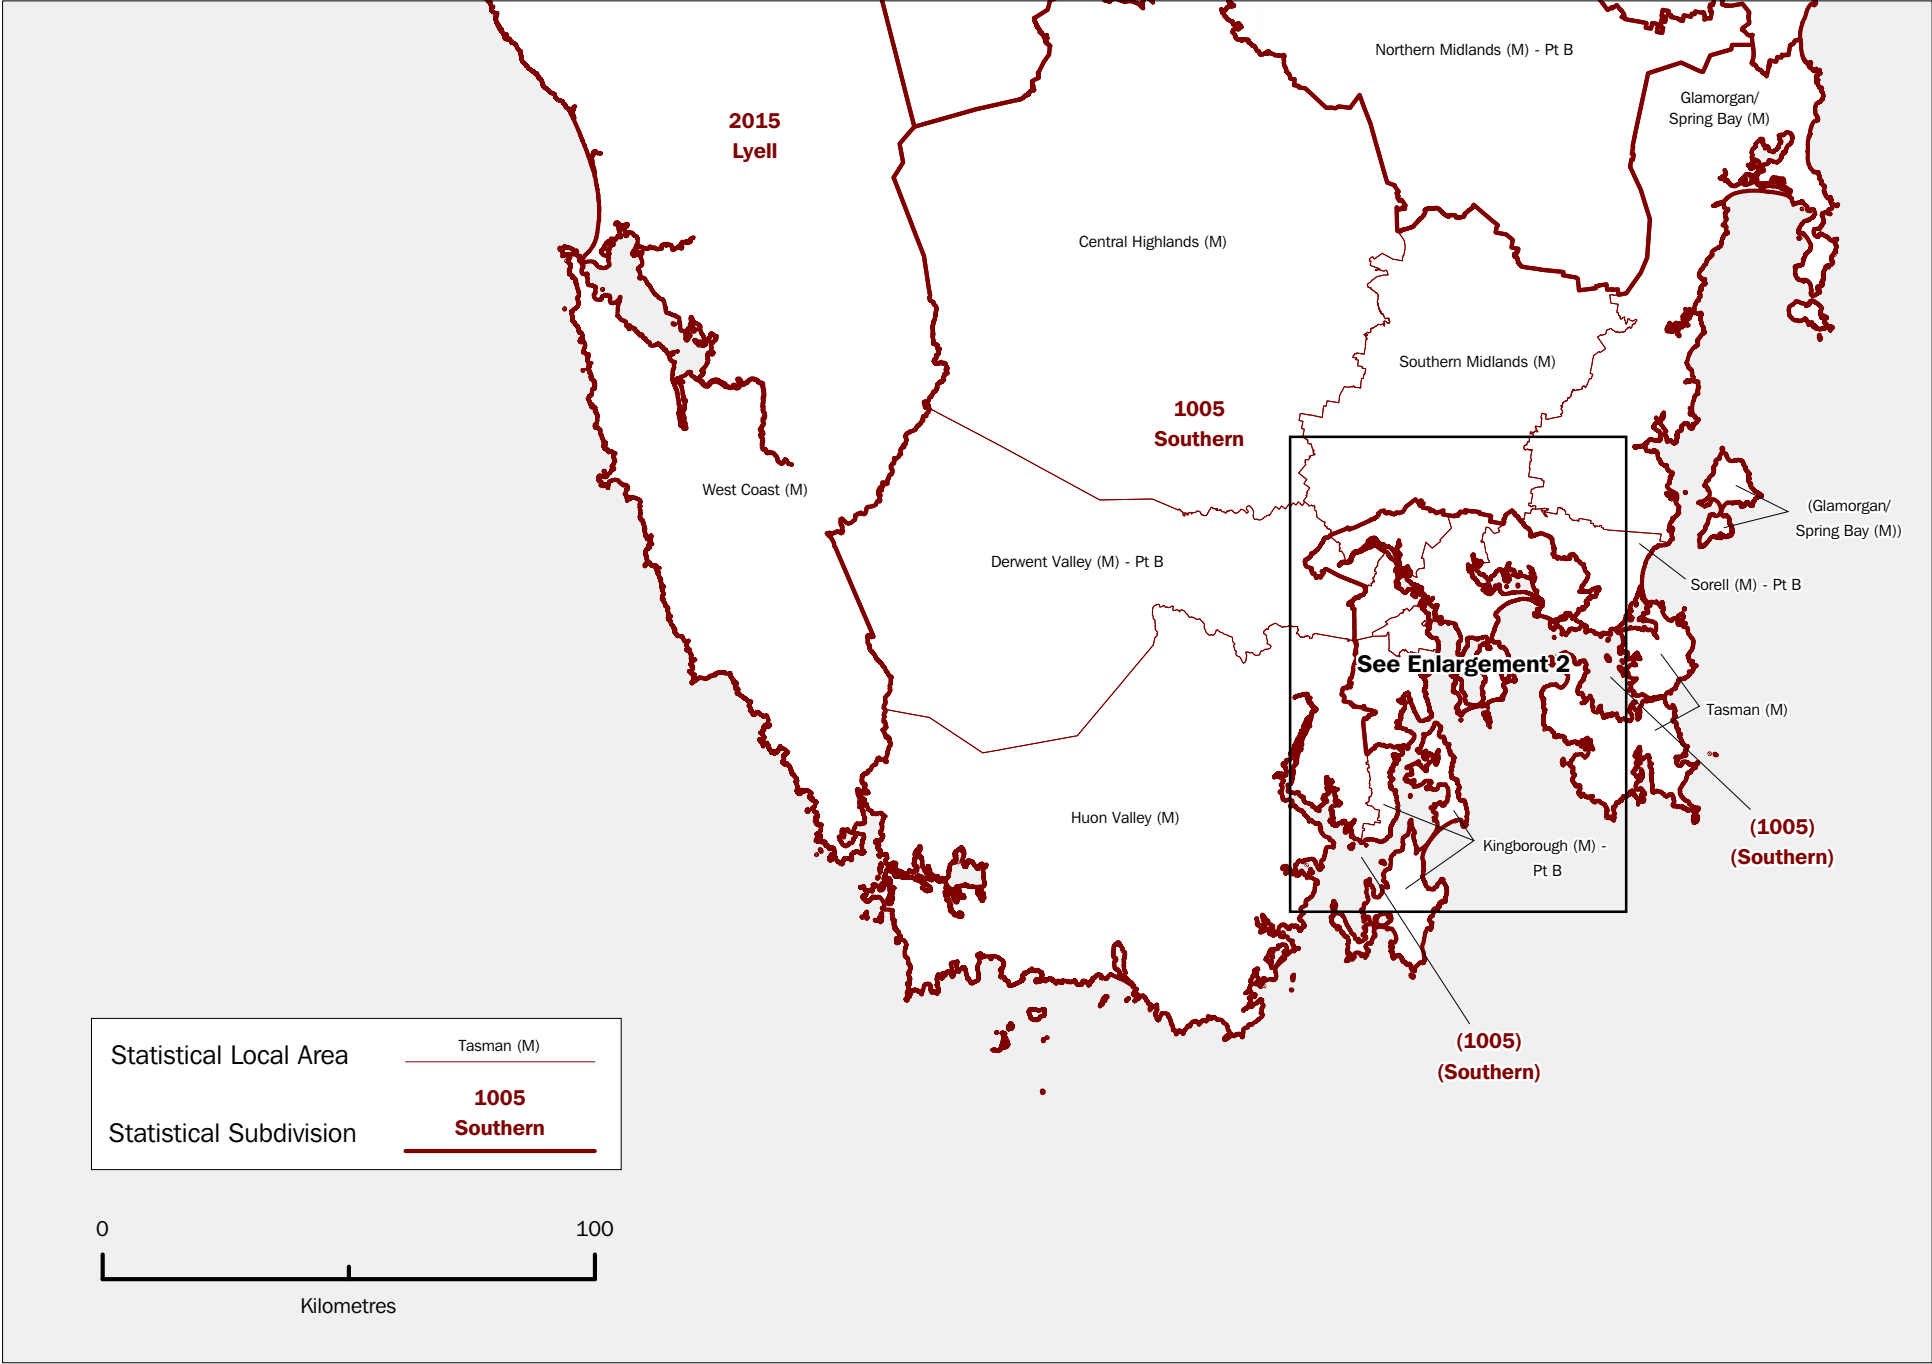 Northern Midlands (M) - Pt B
Glamorgan/
Spring Bay (M)
2015
Lyell
Central Highlands (M)
Southern Midlands (M)
1005
Southern
West Coast (M)
(Glamorgan/
Spring Bay (M))
Derwent Valley (M) - Pt B
Sorell (M) - Pt B
See Enlargement 2
Tasman (M)
Huon Valley (M)
(1005)
(Southern)
Kingborough (M) -
Pt B
(1005)
(Southern)
Statistical Local Area
Tasman (M)
1005
Southern
Statistical Subdivision
0
100
Kilometres